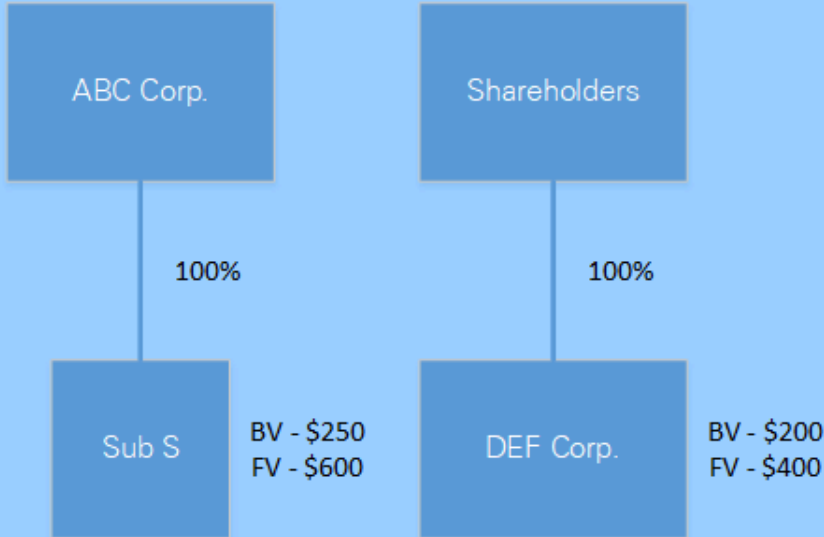 ABC Corp.
Shareholders
100%
100%
Sub S
BV - $250
FV - $600
DEF Corp.
BV - $200
FV - $400